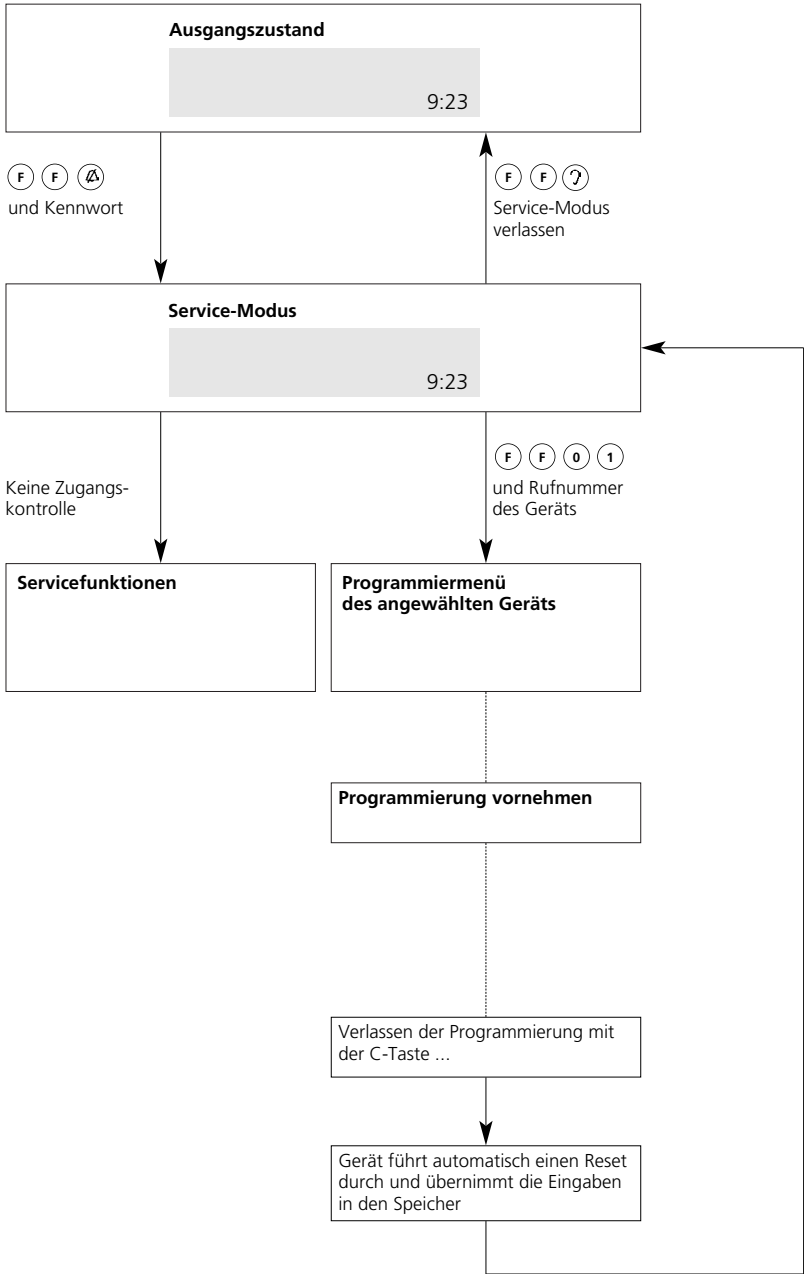 Ausgangszustand
9:23
F F
und Kennwort
F F
Service-Modus
verlassen
Service-Modus
9:23
Keine Zugangs-
kontrolle
F F 0 1
und Rufnummer
des Geräts
Servicefunktionen
Programmiermenü
des angewählten Geräts
Programmierung vornehmen
Verlassen der Programmierung mit
der C-Taste ...
Gerät führt automatisch einen Reset
durch und übernimmt die Eingaben
in den Speicher